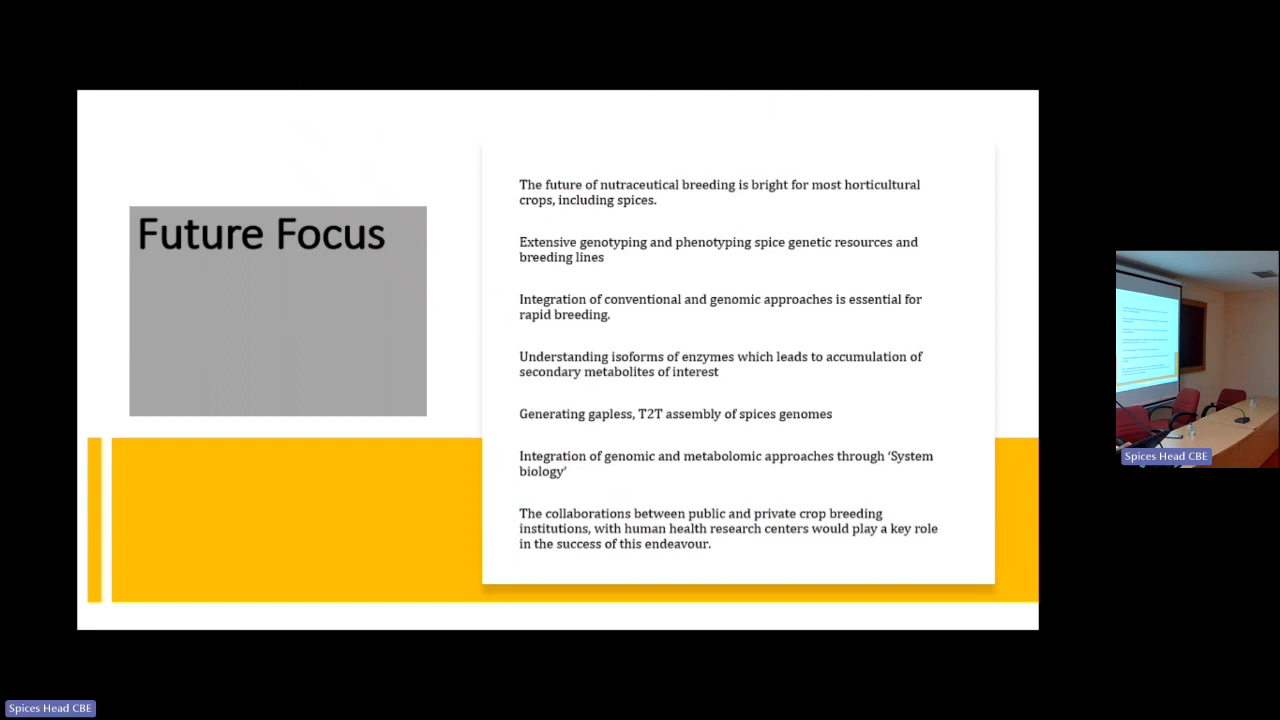 Future Focus
The future of nutraceutical breeding is bright for most horticultural
crops, including spices.
Extensive genotyping and phenotyping spice genetic resources and
breeding lines
Integration of conventional and genomic approaches is essential for
rapid breeding.
Understanding isoforms of enzymes which leads to accumulation of
secondary metabolites of interest
Generating gapless, T2T assembly of spices genomes
Integration of genomic and metabolomic approaches through ‘System
biology’
The collaborations between public and private crop breeding
institutions, with human health research centers would play a key role
in the success of this endeavour.
Spices Head CBE
Spices Head CBE